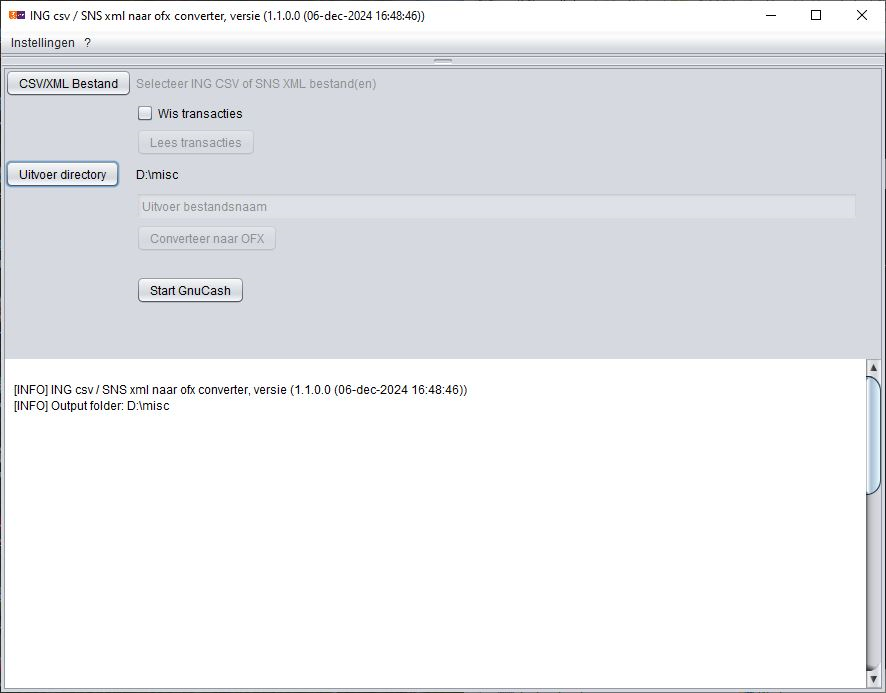 ING csv / SNS xml naar ofx converter, versie (1.1.0.0 (06-dec-2024 16:48:46))
Instellingen ?
CSV/XML Bestand Selecteer ING CSV of SNS XML bestand(en)
Wis transacties
Lees transacties
Uitvoer directory D:\misc
Uitvoer bestandsnaam
Converteer naar OFX
Start GnuCash
[INFO] ING csv / SNS xml naar ofx converter, versie (1.1.0.0 (06-dec-2024 16:48:46))
[INFO] Output folder: D:\misc